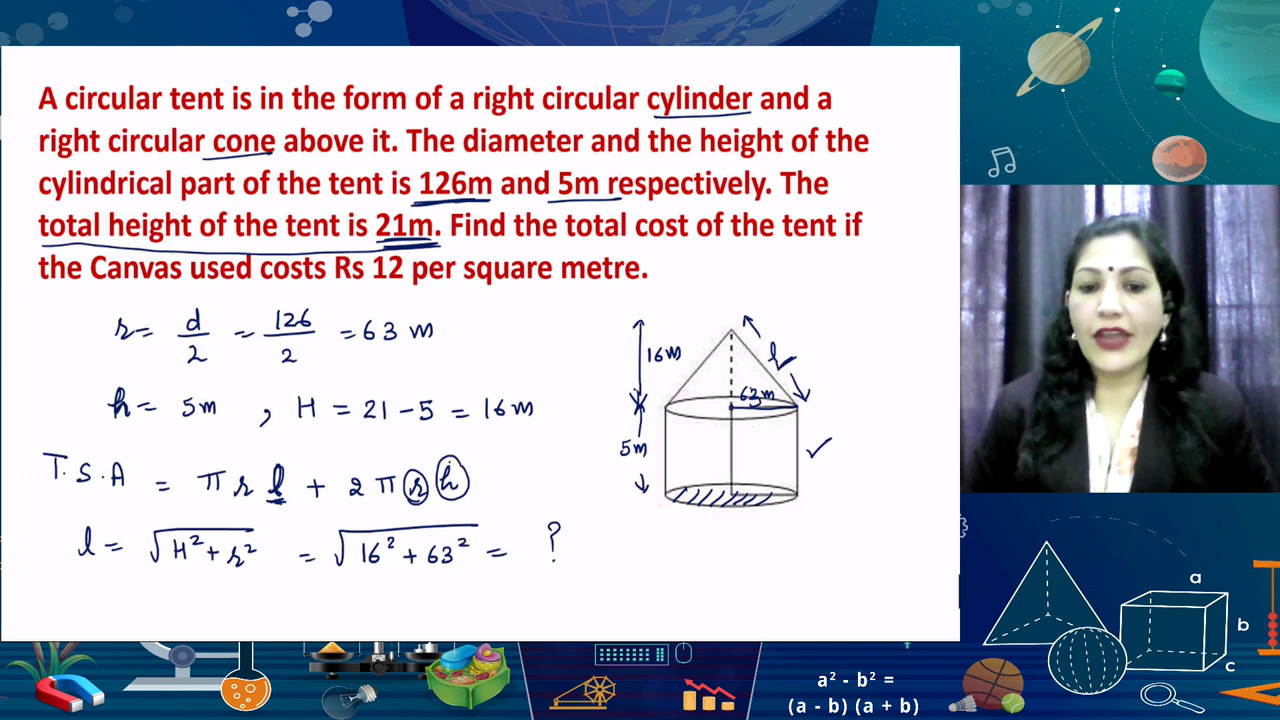 A circular tent is in the form of a right circular cylinder and a
right circular cone above it. The diameter and the height of the
cylindrical part of the tent is 126m and 5m respectively. The
total height of the tent is 21m. Find the total cost of the tent if
the Canvas used costs Rs 12 per square metre.
r = d/2 = 126/2 = 63 m
h = 5m , H = 21 - 5 = 16m
T.S.A = πrl + 2πrh
l = √H² + r² = √16² + 63² = ?
16m
l
63m
5m
a
b
c
a² - b² =
(a - b) (a + b)